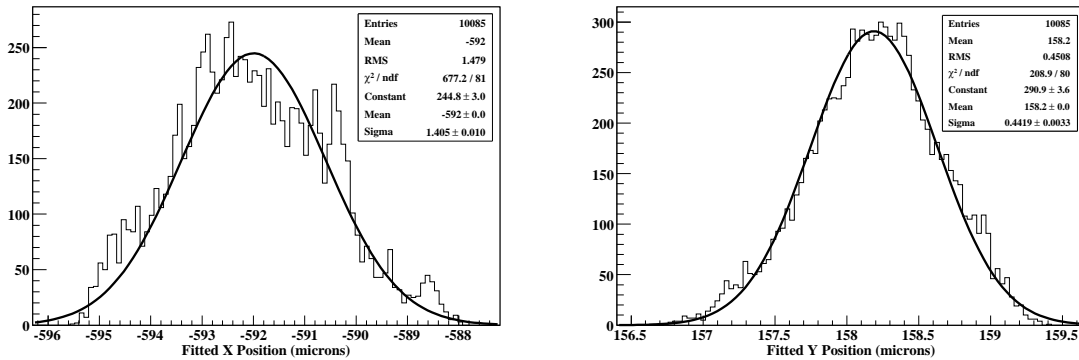 Entries 10085
Mean -592
RMS 1.479
χ² / ndf 677.2 / 81
Constant 244.8 ± 3.0
Mean -592 ± 0.0
Sigma 1.405 ± 0.010
250
200
150
100
50
0
-596 -595 -594 -593 -592 -591 -590 -589 -588
Fitted X Position (microns)
Entries 10085
Mean 158.2
RMS 0.4508
χ² / ndf 208.9 / 80
Constant 290.9 ± 3.6
Mean 158.2 ± 0.0
Sigma 0.4419 ± 0.0033
300
250
200
150
100
50
0
156.5 157 157.5 158 158.5 159 159.5
Fitted Y Position (microns)